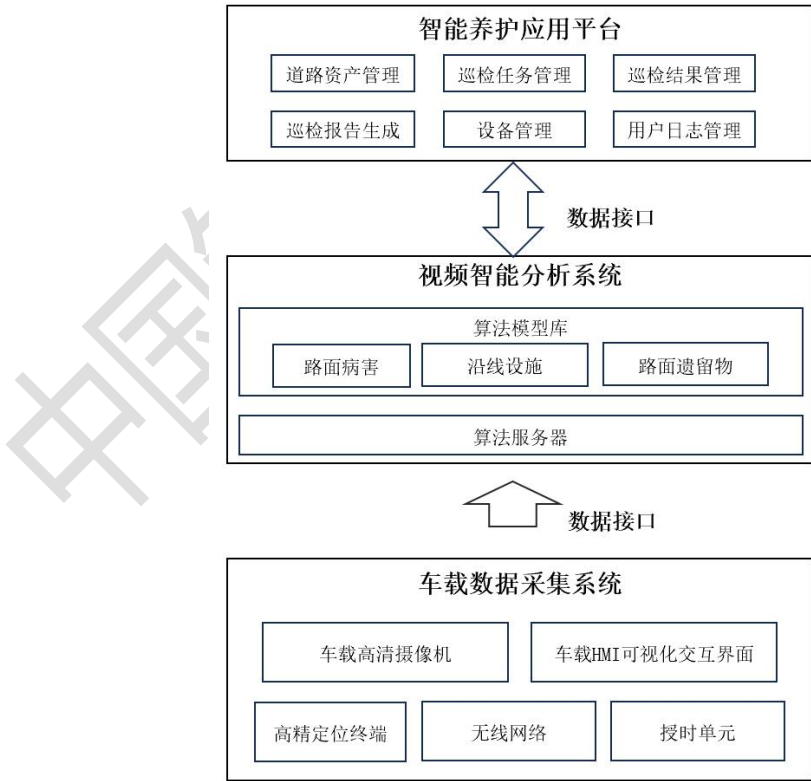 智能养护应用平台
道路资产管理 巡检任务管理 巡检结果管理
巡检报告生成 设备管理 用户日志管理
数据接口
视频智能分析系统
算法模型库
路面病害 沿线设施 路面遗留物
算法服务器
数据接口
车载数据采集系统
车载高清摄像机 车载HMI可视化交互界面
高精定位终端 无线网络 授时单元
中国